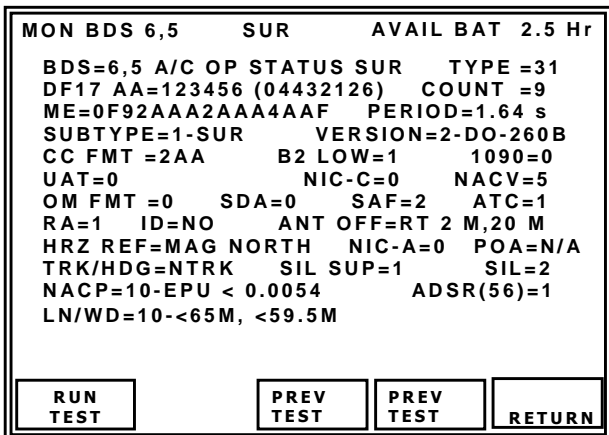 MON BDS 6,5 SUR AVAIL BAT 2.5 Hr
BDS=6,5 A/C OP STATUS SUR TYPE =31
DF17 AA=123456 (04432126) COUNT =9
ME=0F92AAA2AAA4AAF PERIOD=1.64 s
SUBTYPE=1-SUR VERSION=2-DO-260B
CC FMT =2AA B2 LOW=1 1090=0
UAT=0 NIC-C=0 NACV=5
OM FMT =0 SDA=0 SAF=2 ATC=1
RA=1 ID=NO ANT OFF=RT 2 M,20 M
HRZ REF=MAG NORTH NIC-A=0 POA=N/A
TRK/HDG=NTRK SIL SUP=1 SIL=2
NACP=10-EPU < 0.0054 ADSR(56)=1
LN/WD=10-<65M, <59.5M
RUN TEST PREV TEST PREV TEST RETURN